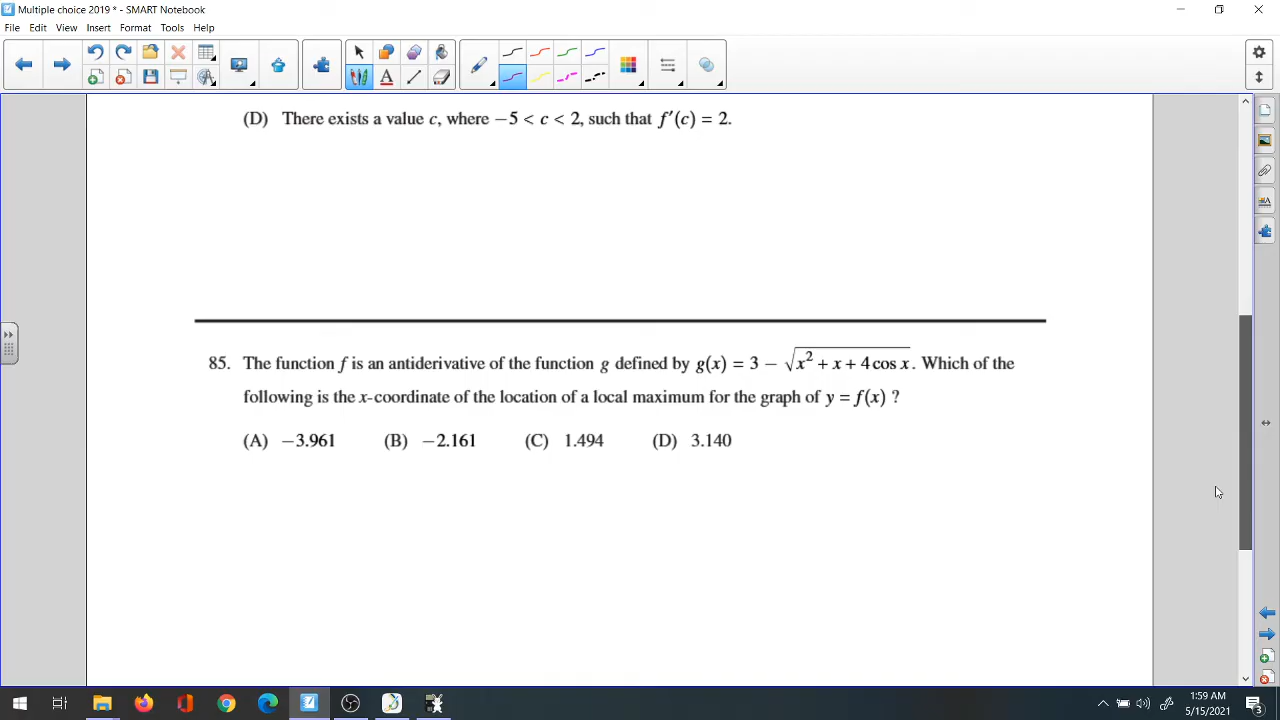 Multiple choice 2019 * - SMART Notebook
File Edit View Insert Format Tools Help
(D) There exists a value c, where −5 < c < 2, such that f′(c) = 2.
85. The function f is an antiderivative of the function g defined by g(x) = 3 − √(x² + x + 4 cos x). Which of the
following is the x-coordinate of the location of a local maximum for the graph of y = f(x) ?
(A) −3.961 (B) −2.161 (C) 1.494 (D) 3.140
1:59 AM
5/15/2021